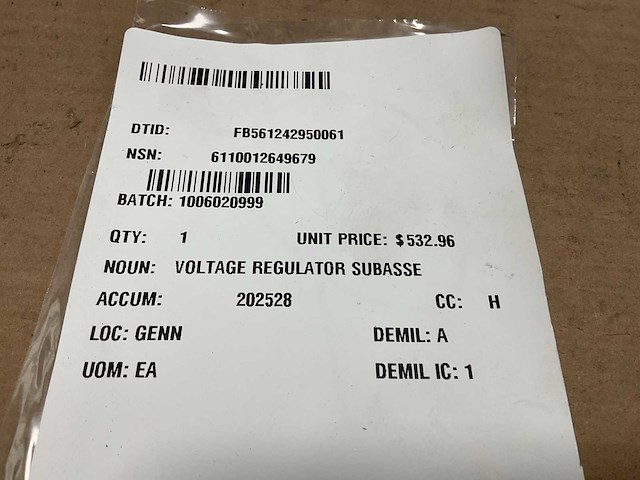 DTID: FB561242950061
NSN: 6110012649679
BATCH: 1006020999
QTY: 1 UNIT PRICE: $532.96
NOUN: VOLTAGE REGULATOR SUBASSE
ACCUM: 202528 CC: H
LOC: GENN DEMIL: A
UOM: EA DEMIL IC: 1